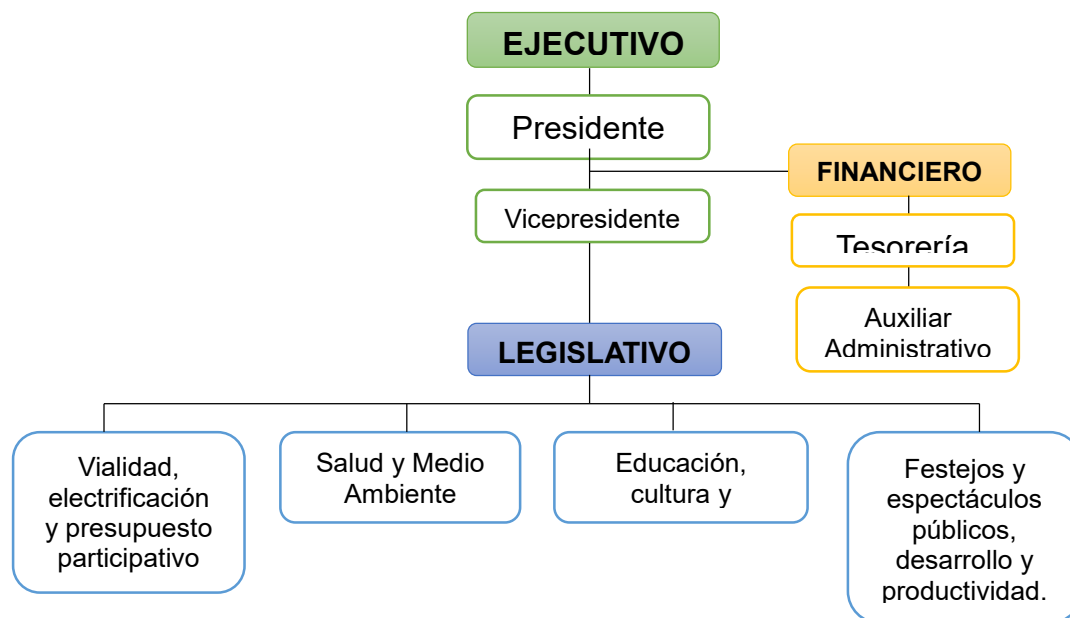 EJECUTIVO
Presidente
FINANCIERO
Vicepresidente
Tesorería
Auxiliar
Administrativo
LEGISLATIVO
Vialidad,
electrificación
y presupuesto
participativo
Salud y Medio
Ambiente
Educación,
cultura y
Festejos y
espectáculos
públicos,
desarrollo y
productividad.